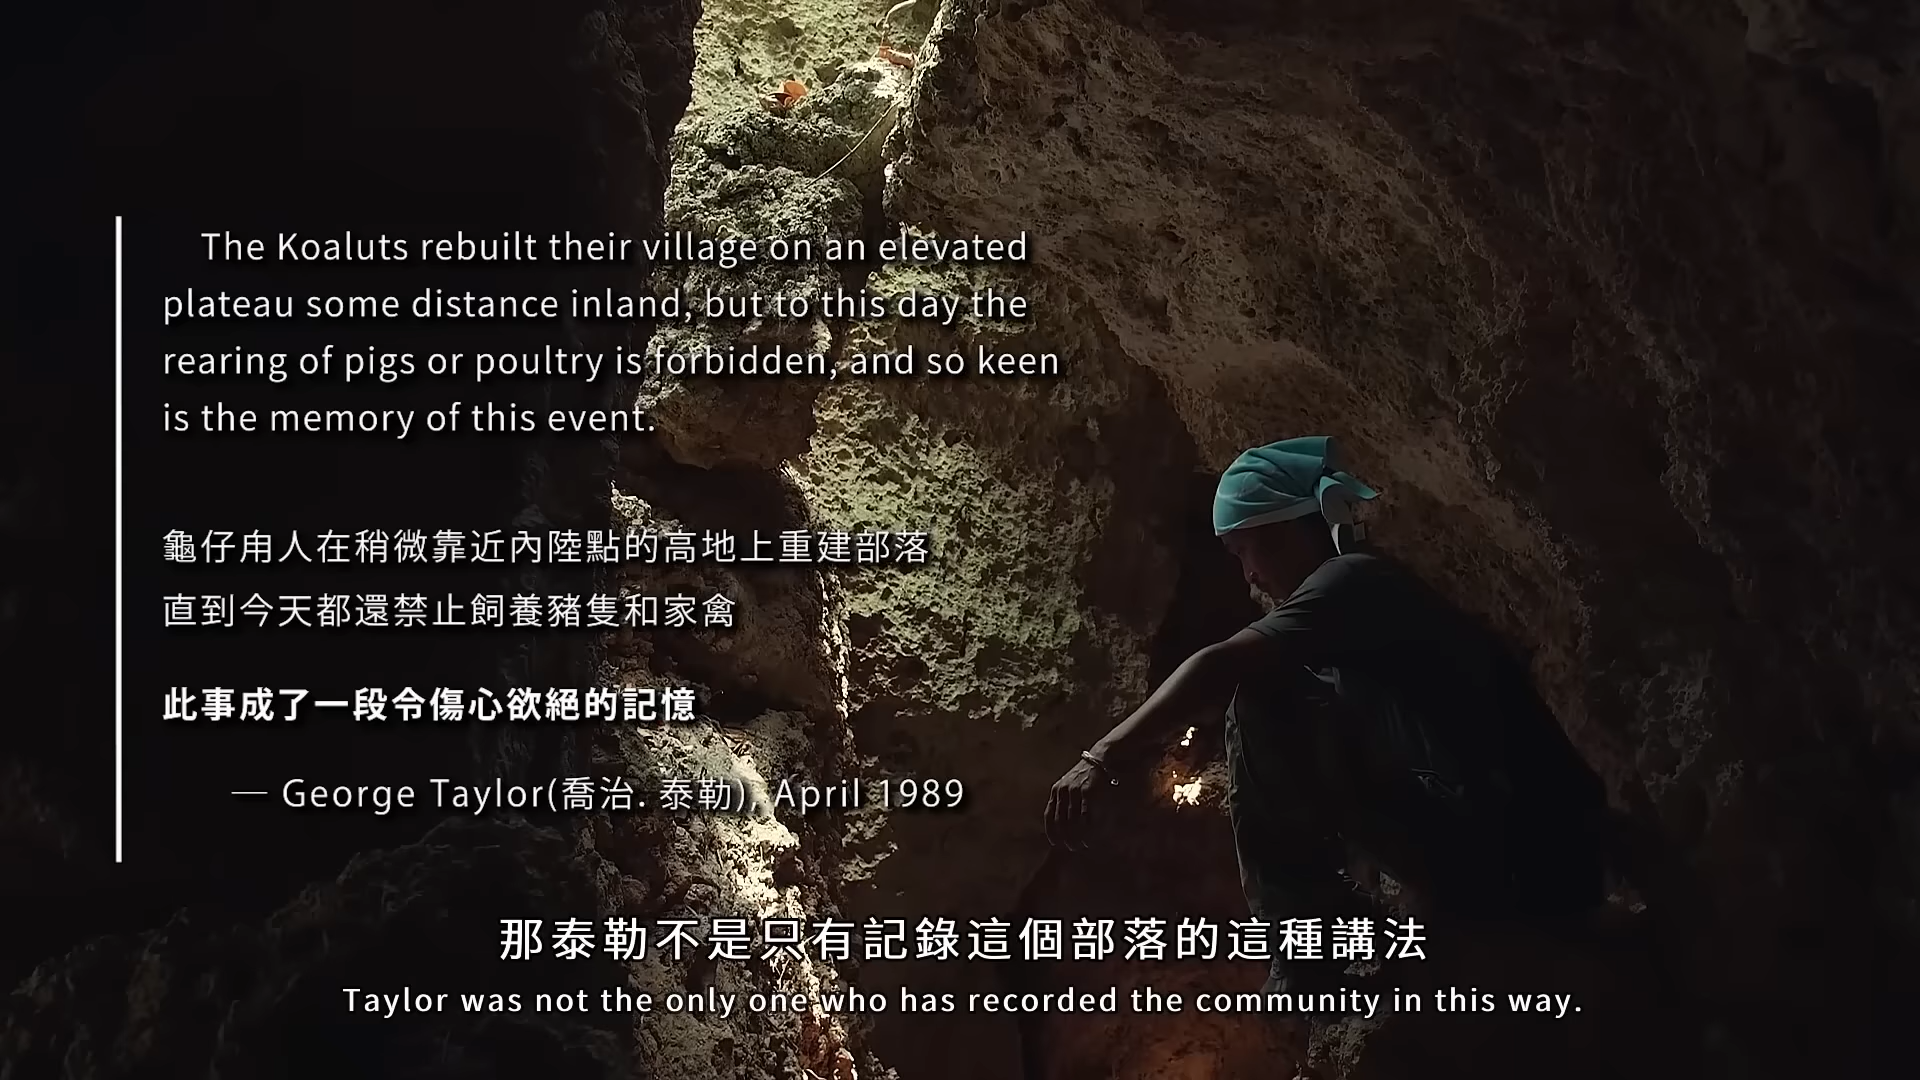 The Koaluts rebuilt their village on an elevated
plateau some distance inland, but to this day the
rearing of pigs or poultry is forbidden, and so keen
is the memory of this event.
龜仔甪人在稍微靠近內陸點的高地上重建部落
直到今天都還禁止飼養豬隻和家禽
此事成了一段令傷心欲絕的記憶
— George Taylor(喬治. 泰勒), April 1989
那泰勒不是只有記錄這個部落的這種講法
Taylor was not the only one who has recorded the community in this way.